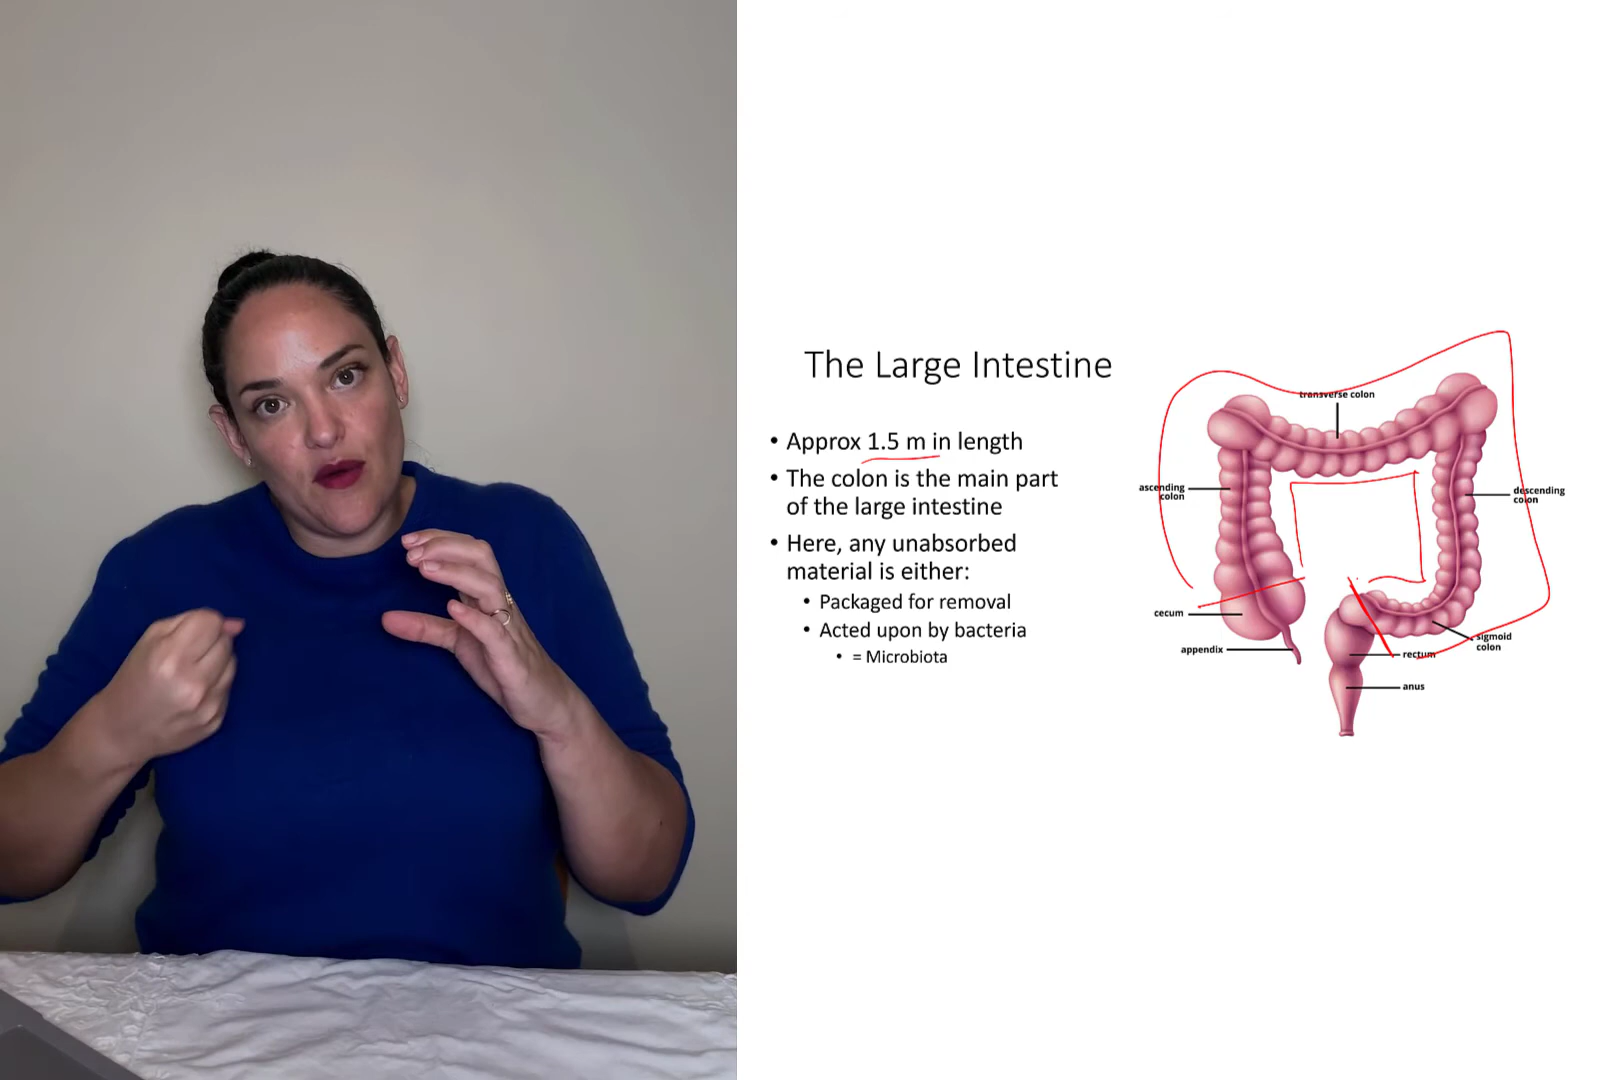 The Large Intestine
• Approx 1.5 m in length
• The colon is the main part
of the large intestine
• Here, any unabsorbed
material is either:
• Packaged for removal
• Acted upon by bacteria
• = Microbiota
transverse colon
ascending
colon
descending
colon
cecum
appendix
sigmoid
colon
rectum
anus